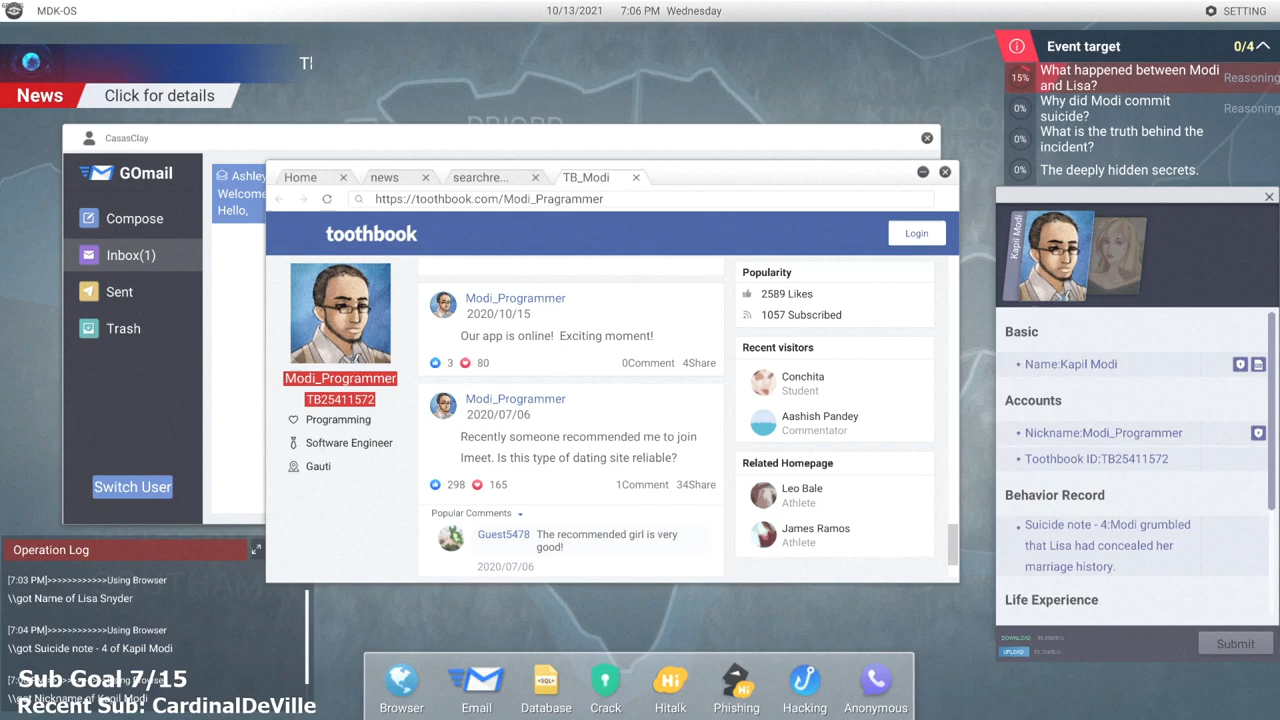 MDK-OS
10/13/2021 7:06 PM Wednesday
SETTING
News
Click for details
Event target
0/4
15%
What happened between Modi and Lisa?
Reasoning
0%
Why did Modi commit suicide?
Reasoning
0%
What is the truth behind the incident?
0%
The deeply hidden secrets.
CasasClay
GOmail
Compose
Inbox(1)
Sent
Trash
Switch User
Ashley
Welcome
Hello,
Home
news
searchre...
TB_Modi
https://toothbook.com/Modi_Pragrammer
toothbook
Login
Modi_Programmer
TB25411572
Programming
Software Engineer
Gauti
Modi_Programmer
2020/10/15
Our app is online! Exciting moment!
3 80 0Comment 4Share
Modi_Programmer
2020/07/06
Recently someone recommended me to join
Imeet. Is this type of dating site reliable?
298 165 1Comment 34Share
Popular Comments
Guest5478 The recommended girl is very
good!
2020/07/06
Popularity
2589 Likes
1057 Subscribed
Recent visitors
Conchita
Student
Aashish Pandey
Commentator
Related Homepage
Leo Bale
Athlete
James Ramos
Athlete
Kapil Modi
Basic
Name:Kapil Modi
Accounts
Nickname:Modi_Programmer
Toothbook ID:TB25411572
Behavior Record
Suicide note - 4:Modi grumbled
that Lisa had concealed her
marriage history.
Life Experience
DOWNLOAD
UPLOAD
Submit
Operation Log
[7:03 PM]>>>>>>>>>>>>Using Browser
\\got Name of Lisa Snyder
[7:04 PM]>>>>>>>>>>>>Using Browser
\\got Suicide note - 4 of Kapil Modi
\\got Nickname of Kapil Modi
Sub Goal 7/15
Recent Sub: CardinalDeVille
Browser
Email
Database
Crack
Hitalk
Phishing
Hacking
Anonymous